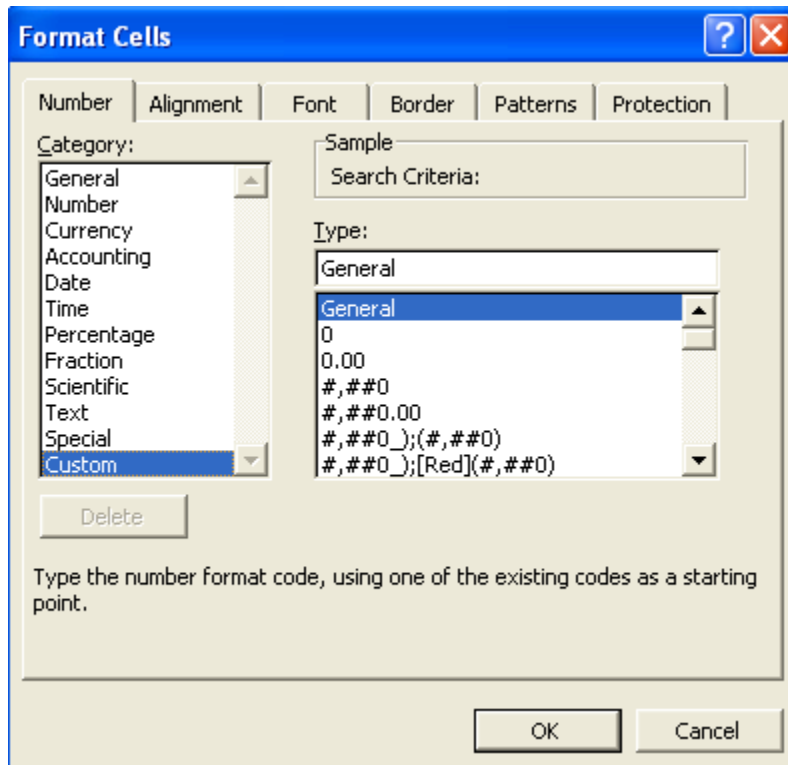 Format Cells
?
Number Alignment Font Border Patterns Protection
Category:
General
Number
Currency
Accounting
Date
Time
Percentage
Fraction
Scientific
Text
Special
Custom
Delete
Sample
Search Criteria:
Type:
General
General
0
0.00
#,##0
#,##0.00
#,##0_);(#,##0)
#,##0_);[Red](#,##0)
Type the number format code, using one of the existing codes as a starting
point.
OK Cancel